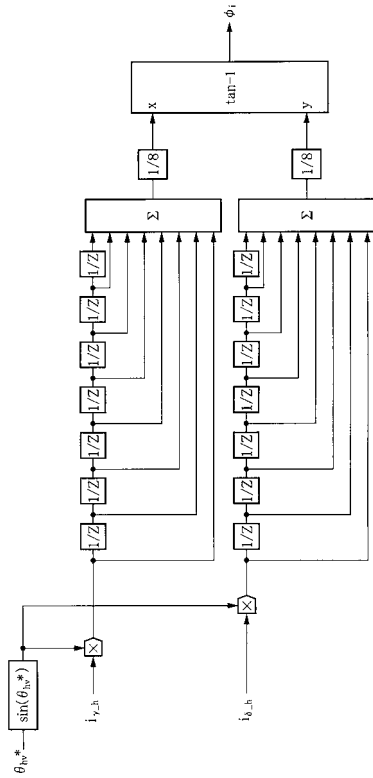 θhv*
sin(θhv*)
iγ_h
×
1/Z
1/Z
1/Z
1/Z
1/Z
1/Z
1/Z
Σ
1/8
x
tan-1
y
φi
iδ_h
×
1/Z
1/Z
1/Z
1/Z
1/Z
1/Z
1/Z
Σ
1/8